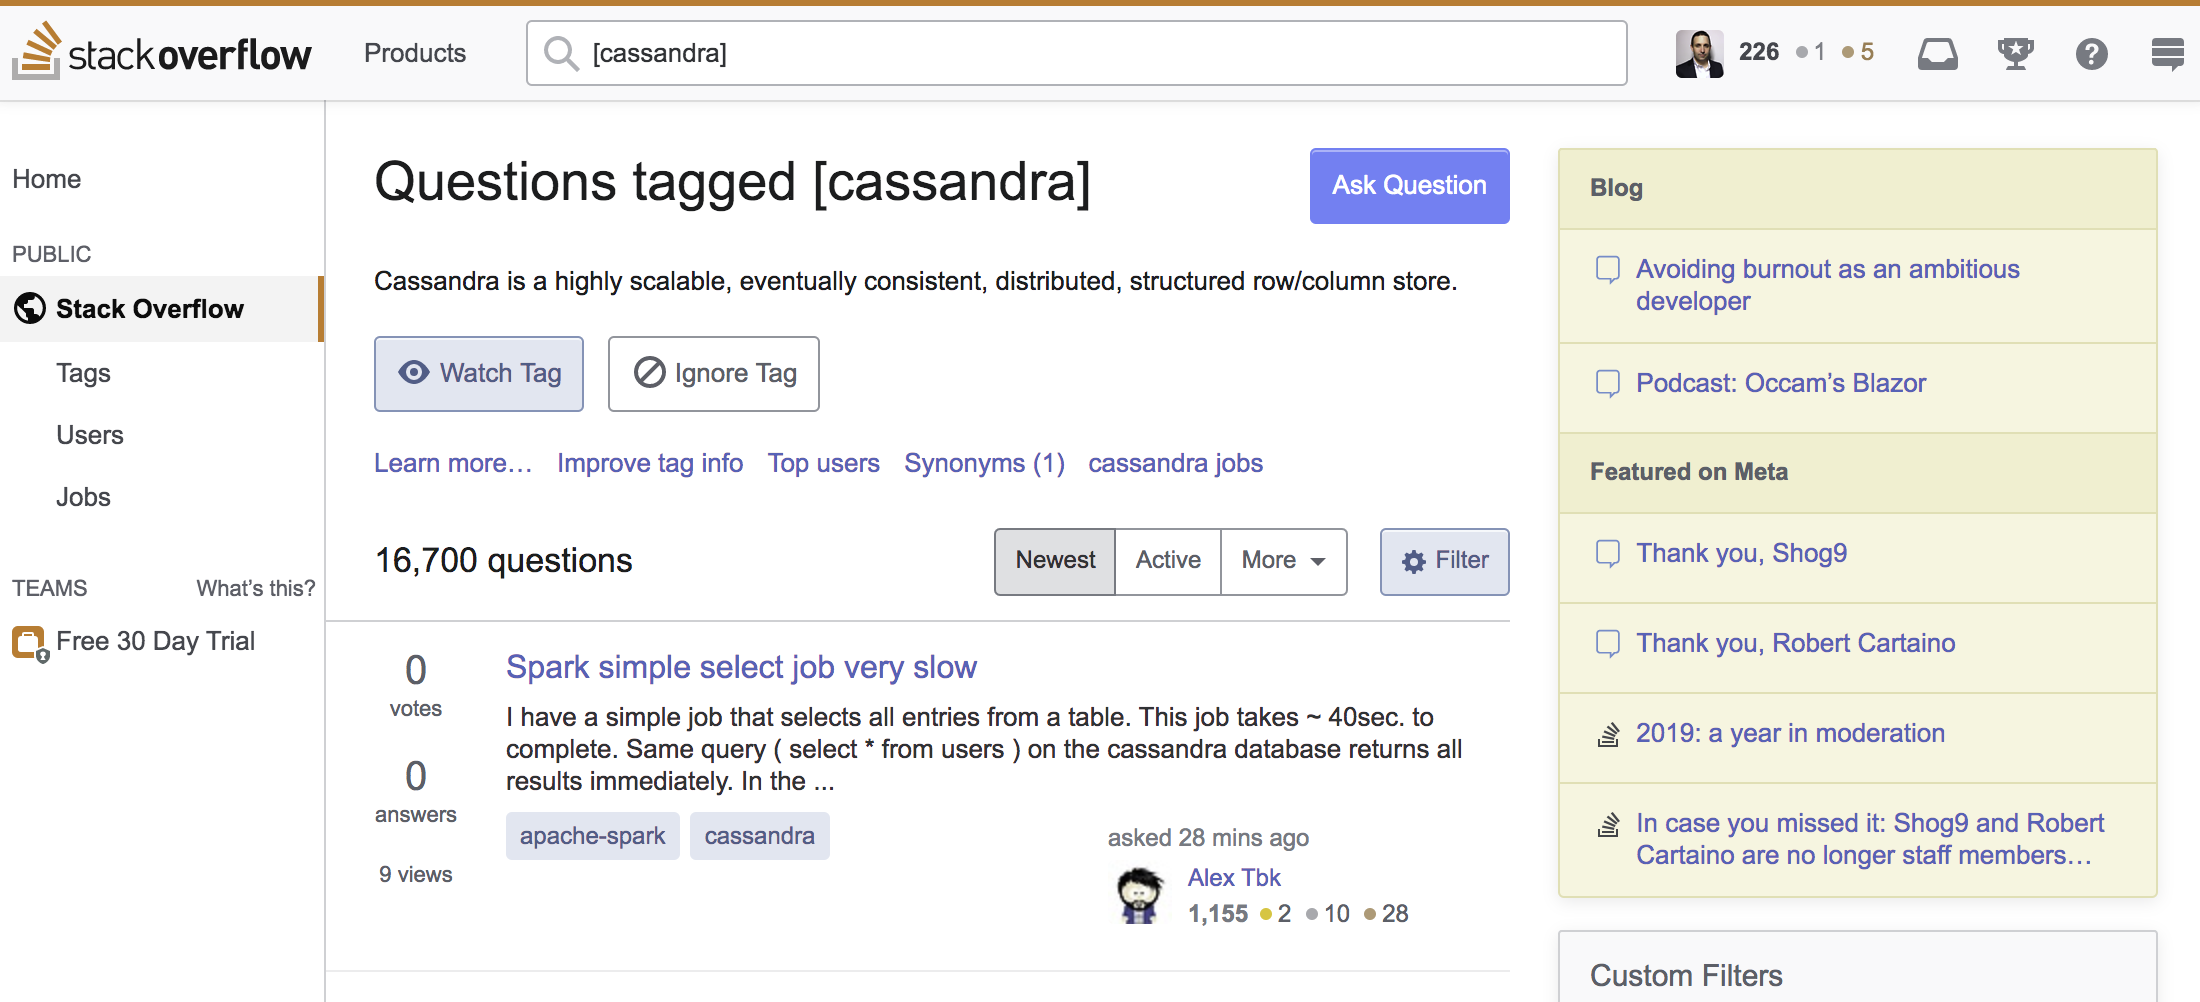 stackoverflow
Products
[cassandra]
226 1 5
Home
PUBLIC
Stack Overflow
Tags
Users
Jobs
TEAMS What's this?
Free 30 Day Trial
Questions tagged [cassandra]
Ask Question
Cassandra is a highly scalable, eventually consistent, distributed, structured row/column store.
Watch Tag Ignore Tag
Learn more… Improve tag info Top users Synonyms (1) cassandra jobs
16,700 questions
Newest Active More Filter
0
votes
0
answers
9 views
Spark simple select job very slow
I have a simple job that selects all entries from a table. This job takes ~ 40sec. to
complete. Same query ( select * from users ) on the cassandra database returns all
results immediately. In the ...
apache-spark cassandra
asked 28 mins ago
Alex Tbk
1,155 2 10 28
Blog
Avoiding burnout as an ambitious
developer
Podcast: Occam’s Blazor
Featured on Meta
Thank you, Shog9
Thank you, Robert Cartaino
2019: a year in moderation
In case you missed it: Shog9 and Robert
Cartaino are no longer staff members…
Custom Filters